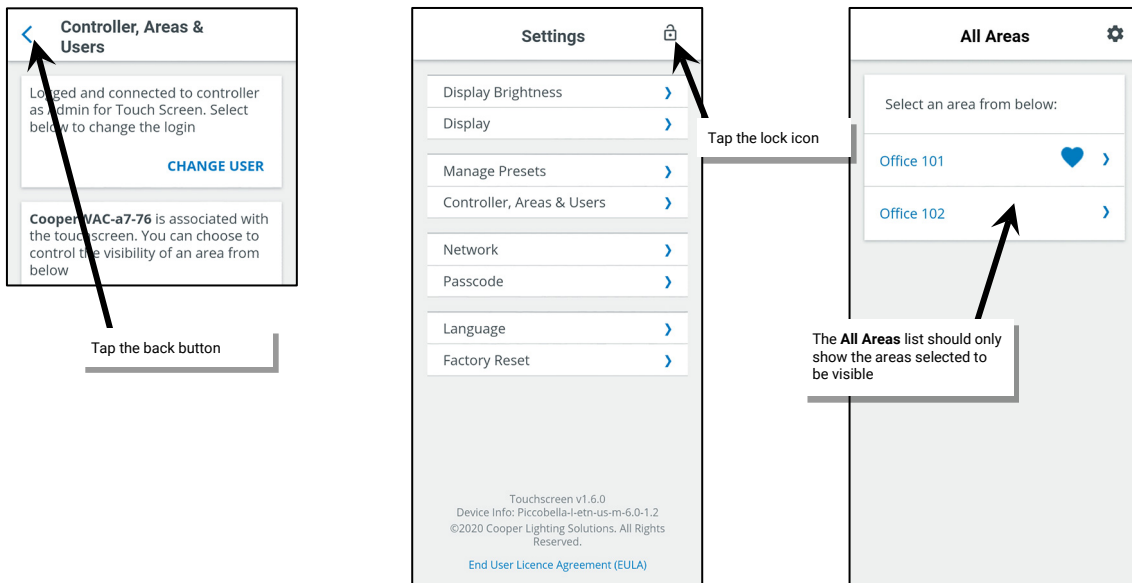 Controller, Areas &
Users
Logged and connected to controller
as Admin for Touch Screen. Select
below to change the login
CHANGE USER
CooperWAC-a7-76 is associated with
the touchscreen. You can choose to
control the visibility of an area from
below
Tap the back button
Settings
Display Brightness
Display
Manage Presets
Controller, Areas & Users
Network
Passcode
Language
Factory Reset
Touchscreen v1.6.0
Device Info: Piccobella-I-etn-us-m-6.0-1.2
©2020 Cooper Lighting Solutions. All Rights
Reserved.
End User Licence Agreement (EULA)
Tap the lock icon
All Areas
Select an area from below:
Office 101
Office 102
The All Areas list should only
show the areas selected to
be visible